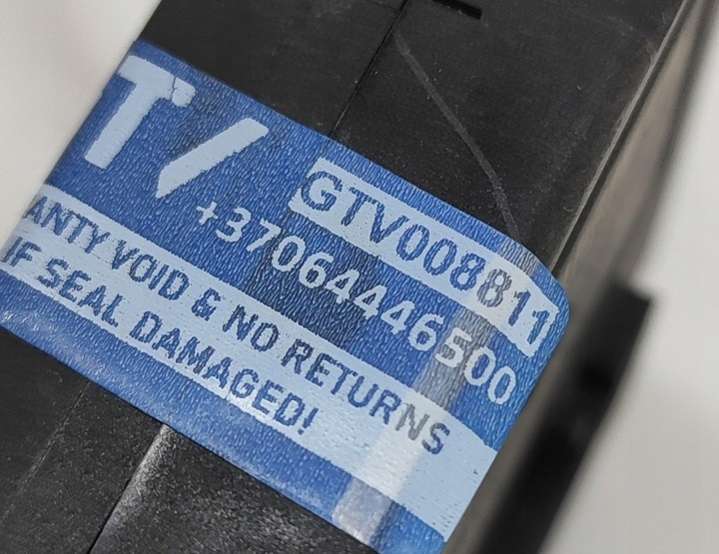 T/
GTV008811
+37064446500
ANTY VOID & NO RETURNS
IF SEAL DAMAGED!